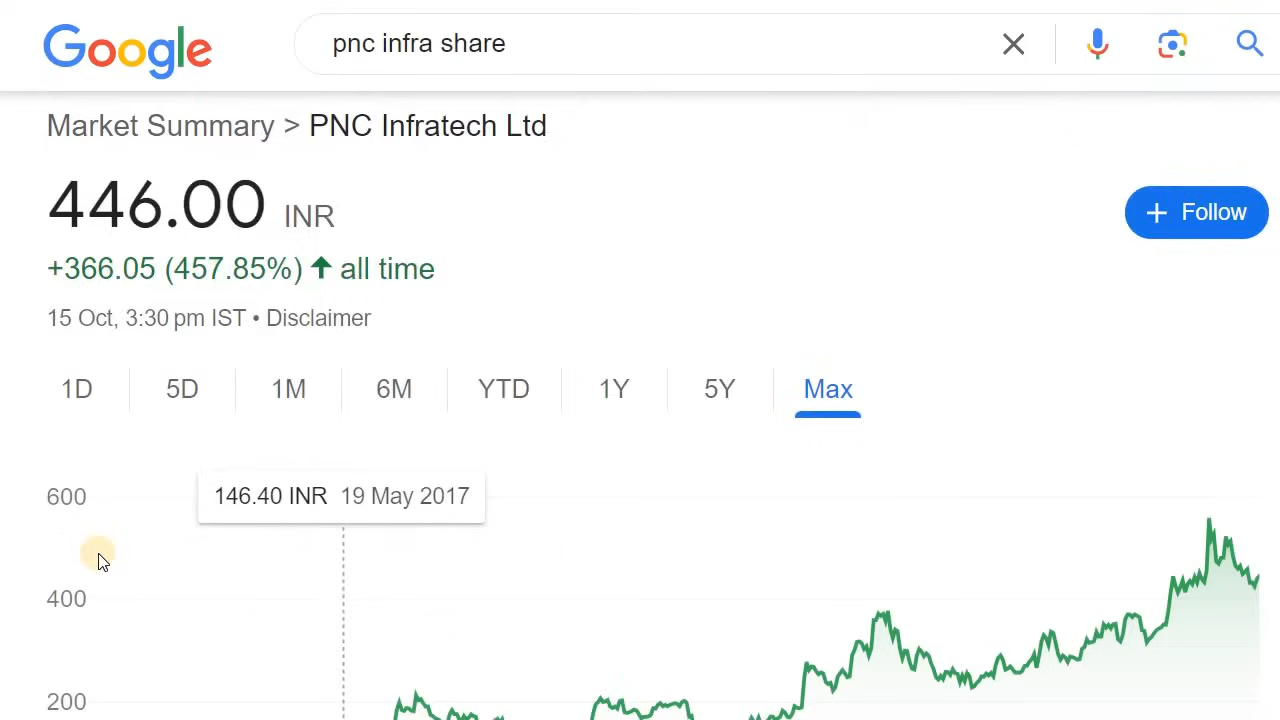 Google
pnc infra share
Market Summary > PNC Infratech Ltd
446.00 INR
+ Follow
+366.05 (457.85%) ↑ all time
15 Oct, 3:30 pm IST • Disclaimer
1D 5D 1M 6M YTD 1Y 5Y Max
146.40 INR 19 May 2017
600
400
200